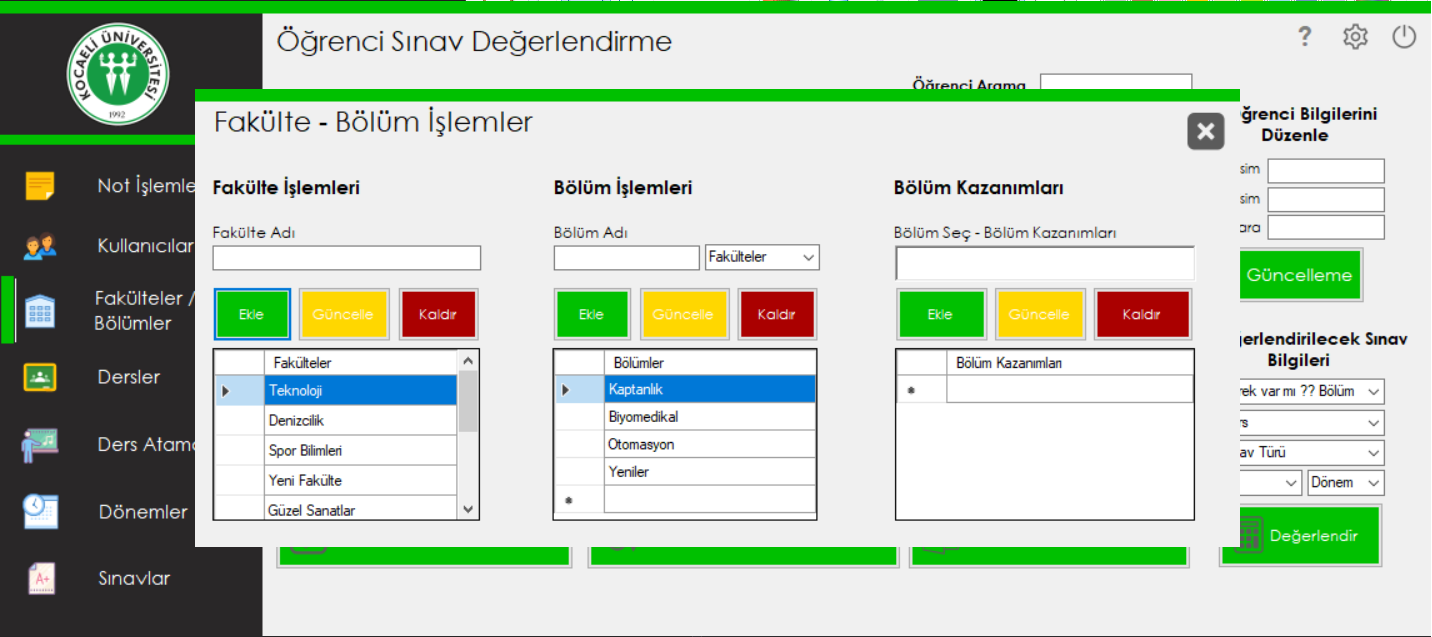 KOCAELİ ÜNİVERSİTESİ
1992
Öğrenci Sınav Değerlendirme
?
Öğrenci Arama
Not İşlemle
Kullanıcılar
Fakülteler /
Bölümler
Dersler
Ders Atama
Dönemler
A+
Sınavlar
Fakülte - Bölüm İşlemler
Fakülte İşlemleri
Fakülte Adı
Ekle
Güncelle
Kaldır
Fakülteler
Teknoloji
Denizcilik
Spor Bilimleri
Yeni Fakülte
Güzel Sanatlar
Bölüm İşlemleri
Bölüm Adı
Fakülteler
Ekle
Güncelle
Kaldır
Bölümler
Kaptanlık
Biyomedikal
Otomasyon
Yeniler
Bölüm Kazanımları
Bölüm Seç - Bölüm Kazanımları
Ekle
Güncelle
Kaldır
Bölüm Kazanımları
ğrenci Bilgilerini
Düzenle
sim
sim
ara
Güncelleme
ğerlendirilecek Sınav
Bilgileri
rek var mı ?? Bölüm
rs
av Türü
Dönem
Değerlendir